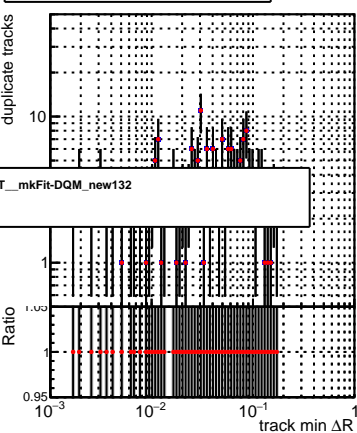 duplicate tracks
10
T__mkFit-DQM_new132
1
Ratio
1.05
1
0.95
10−3 10−2 10−1 1
track min ΔR